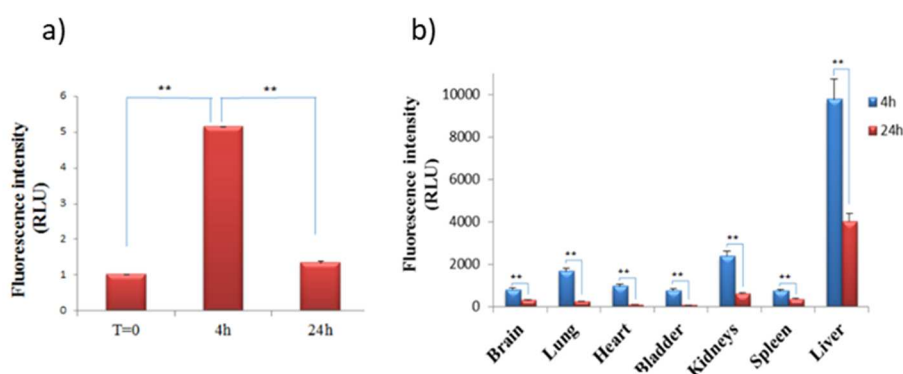 a)
Fluorescence intensity
(RLU)
6
5
4
3
2
1
0
**
**
T=0
4h
24h
b)
Fluorescence intensity
(RLU)
10000
8000
6000
4000
2000
0
**
**
**
**
**
**
**
Brain
Lung
Heart
Bladder
Kidneys
Spleen
Liver
4h
24h